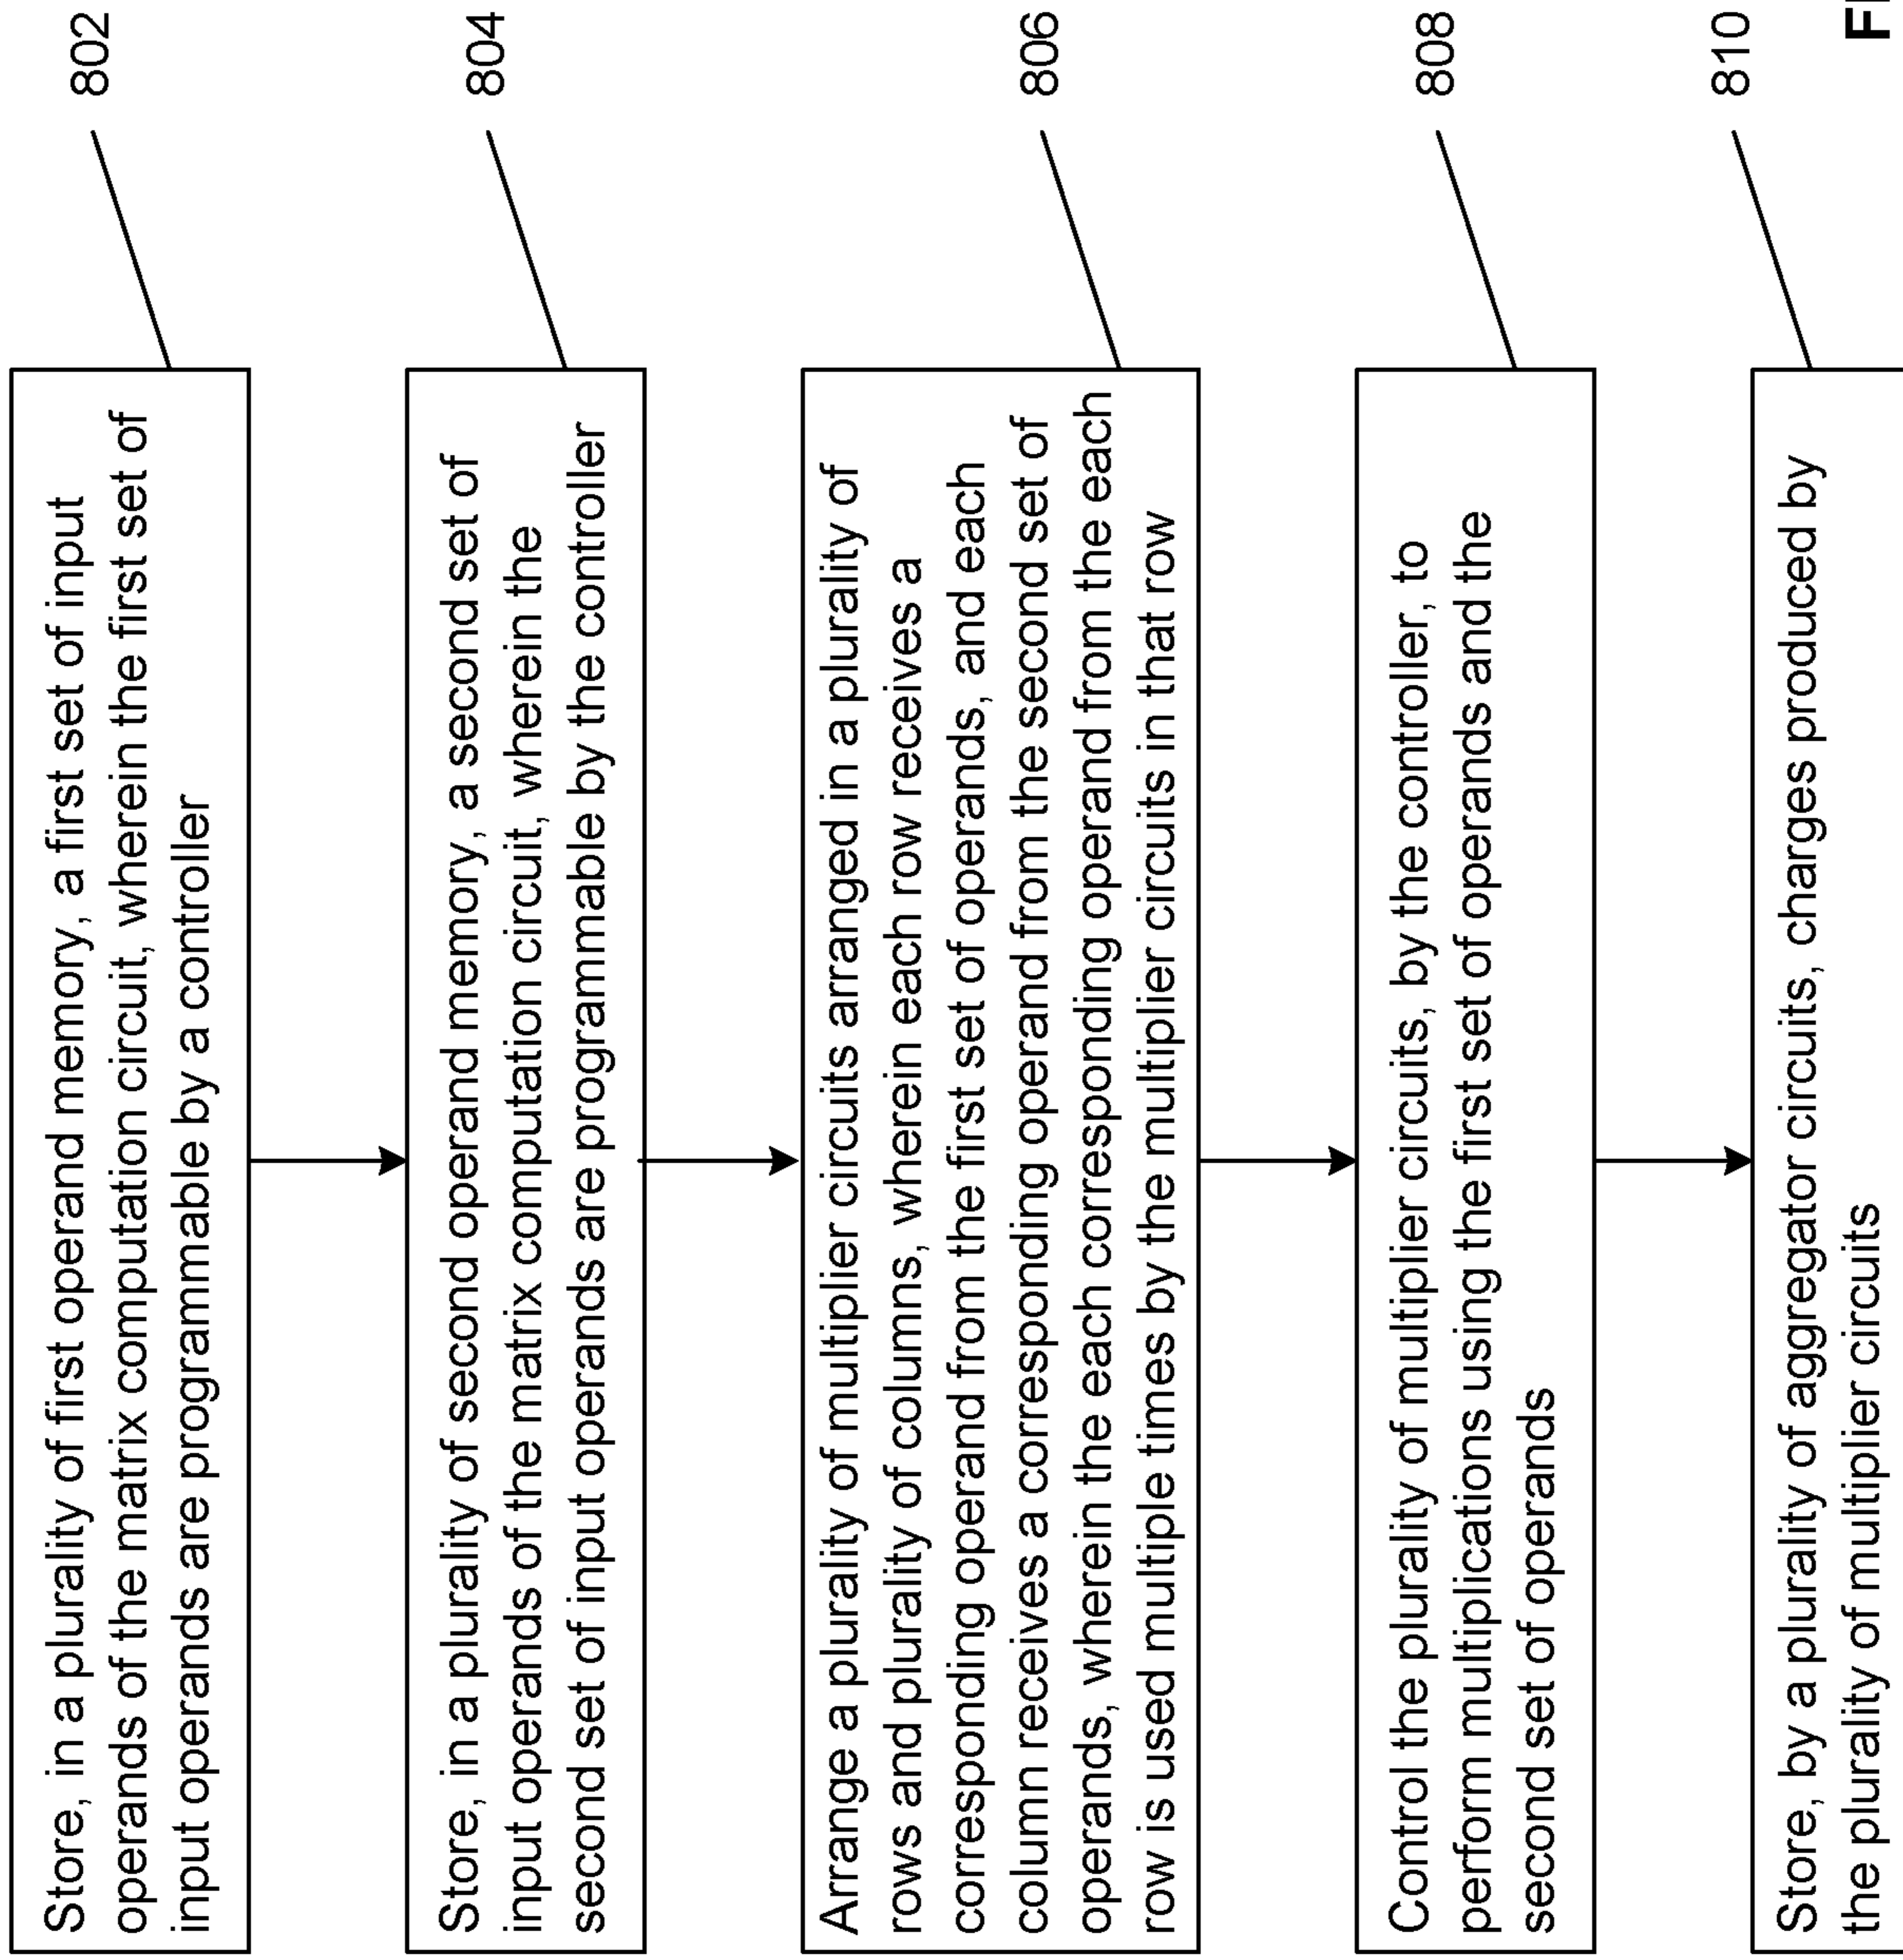 Store, in a plurality of first operand memory, a first set of input
operands of the matrix computation circuit, wherein the first set of
input operands are programmable by a controller
802
Store, in a plurality of second operand memory, a second set of
input operands of the matrix computation circuit, wherein the
second set of input operands are programmable by the controller
804
Arrange a plurality of multiplier circuits arranged in a plurality of
rows and plurality of columns, wherein each row receives a
corresponding operand from the first set of operands, and each
column receives a corresponding operand from the second set of
operands, wherein the each corresponding operand from the each
row is used multiple times by the multiplier circuits in that row
806
Control the plurality of multiplier circuits, by the controller, to
perform multiplications using the first set of operands and the
second set of operands
808
Store, by a plurality of aggregator circuits, charges produced by
the plurality of multiplier circuits
810